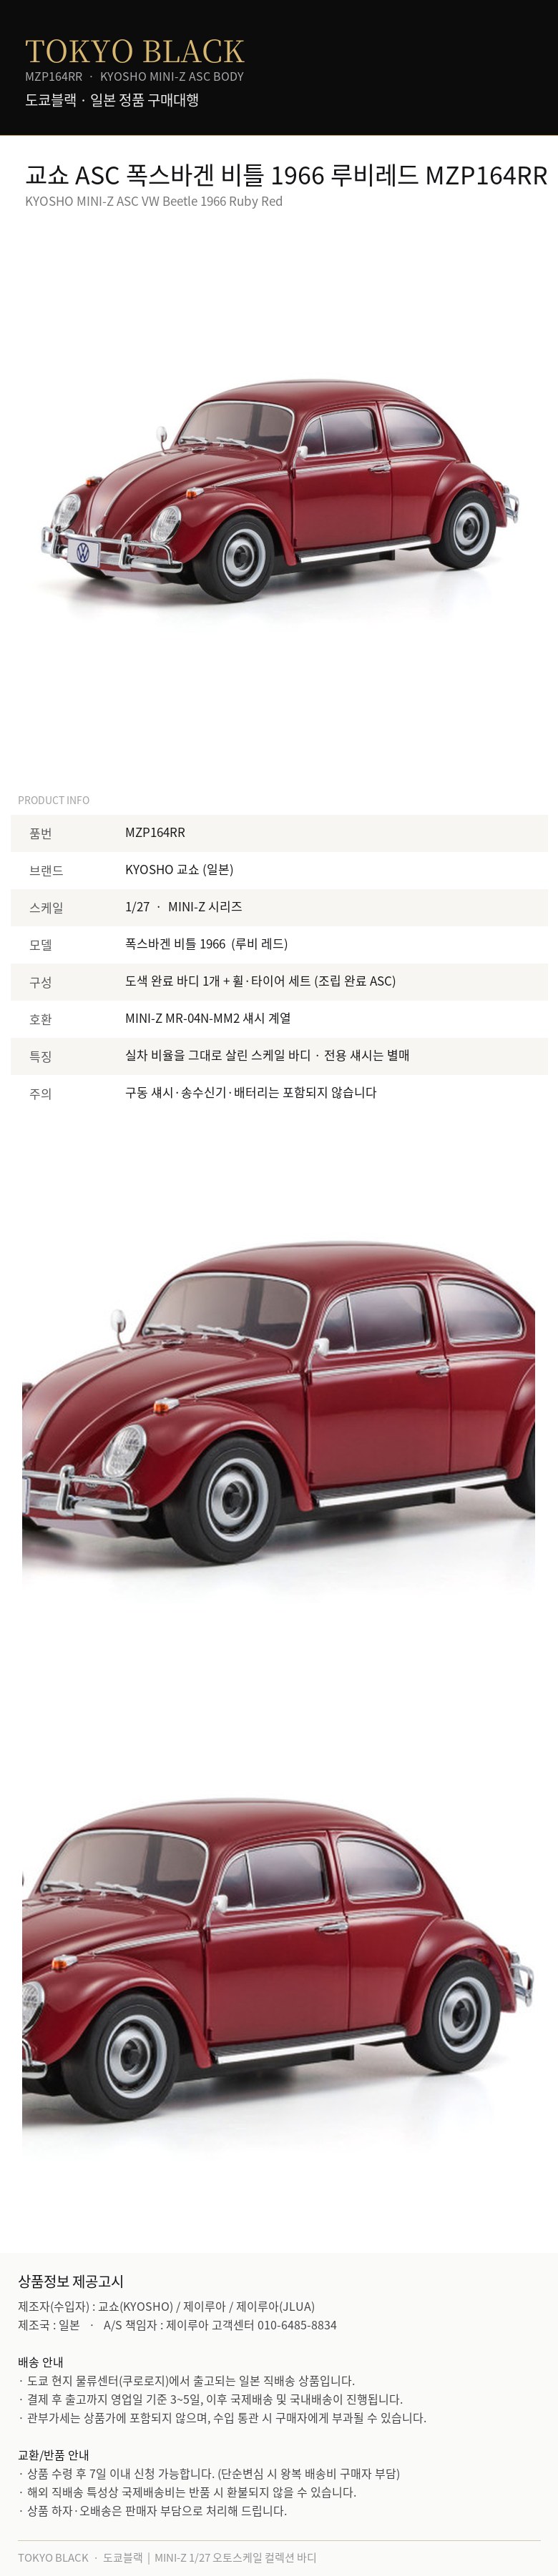 TOKYO BLACK
MZP164RR · KYOSHO MINI-Z ASC BODY
도쿄블랙 · 일본 정품 구매대행
교쇼 ASC 폭스바겐 비틀 1966 루비레드 MZP164RR
KYOSHO MINI-Z ASC VW Beetle 1966 Ruby Red
PRODUCT INFO
품번 MZP164RR
브랜드 KYOSHO 교쇼 (일본)
스케일 1/27 · MINI-Z 시리즈
모델 폭스바겐 비틀 1966 (루비 레드)
구성 도색 완료 바디 1개 + 휠·타이어 세트 (조립 완료 ASC)
호환 MINI-Z MR-04N-MM2 섀시 계열
특징 실차 비율을 그대로 살린 스케일 바디 · 전용 섀시는 별매
주의 구동 섀시·송수신기·배터리는 포함되지 않습니다
상품정보 제공고시
제조자(수입자) : 교쇼(KYOSHO) / 제이루아 / 제이루아(JLUA)
제조국 : 일본 · A/S 책임자 : 제이루아 고객센터 010-6485-8834
배송 안내
· 도쿄 현지 물류센터(쿠로로지)에서 출고되는 일본 직배송 상품입니다.
· 결제 후 출고까지 영업일 기준 3~5일, 이후 국제배송 및 국내배송이 진행됩니다.
· 관부가세는 상품가에 포함되지 않으며, 수입 통관 시 구매자에게 부과될 수 있습니다.
교환/반품 안내
· 상품 수령 후 7일 이내 신청 가능합니다. (단순변심 시 왕복 배송비 구매자 부담)
· 해외 직배송 특성상 국제배송비는 반품 시 환불되지 않을 수 있습니다.
· 상품 하자·오배송은 판매자 부담으로 처리해 드립니다.
TOKYO BLACK · 도쿄블랙 | MINI-Z 1/27 오토스케일 컬렉션 바디